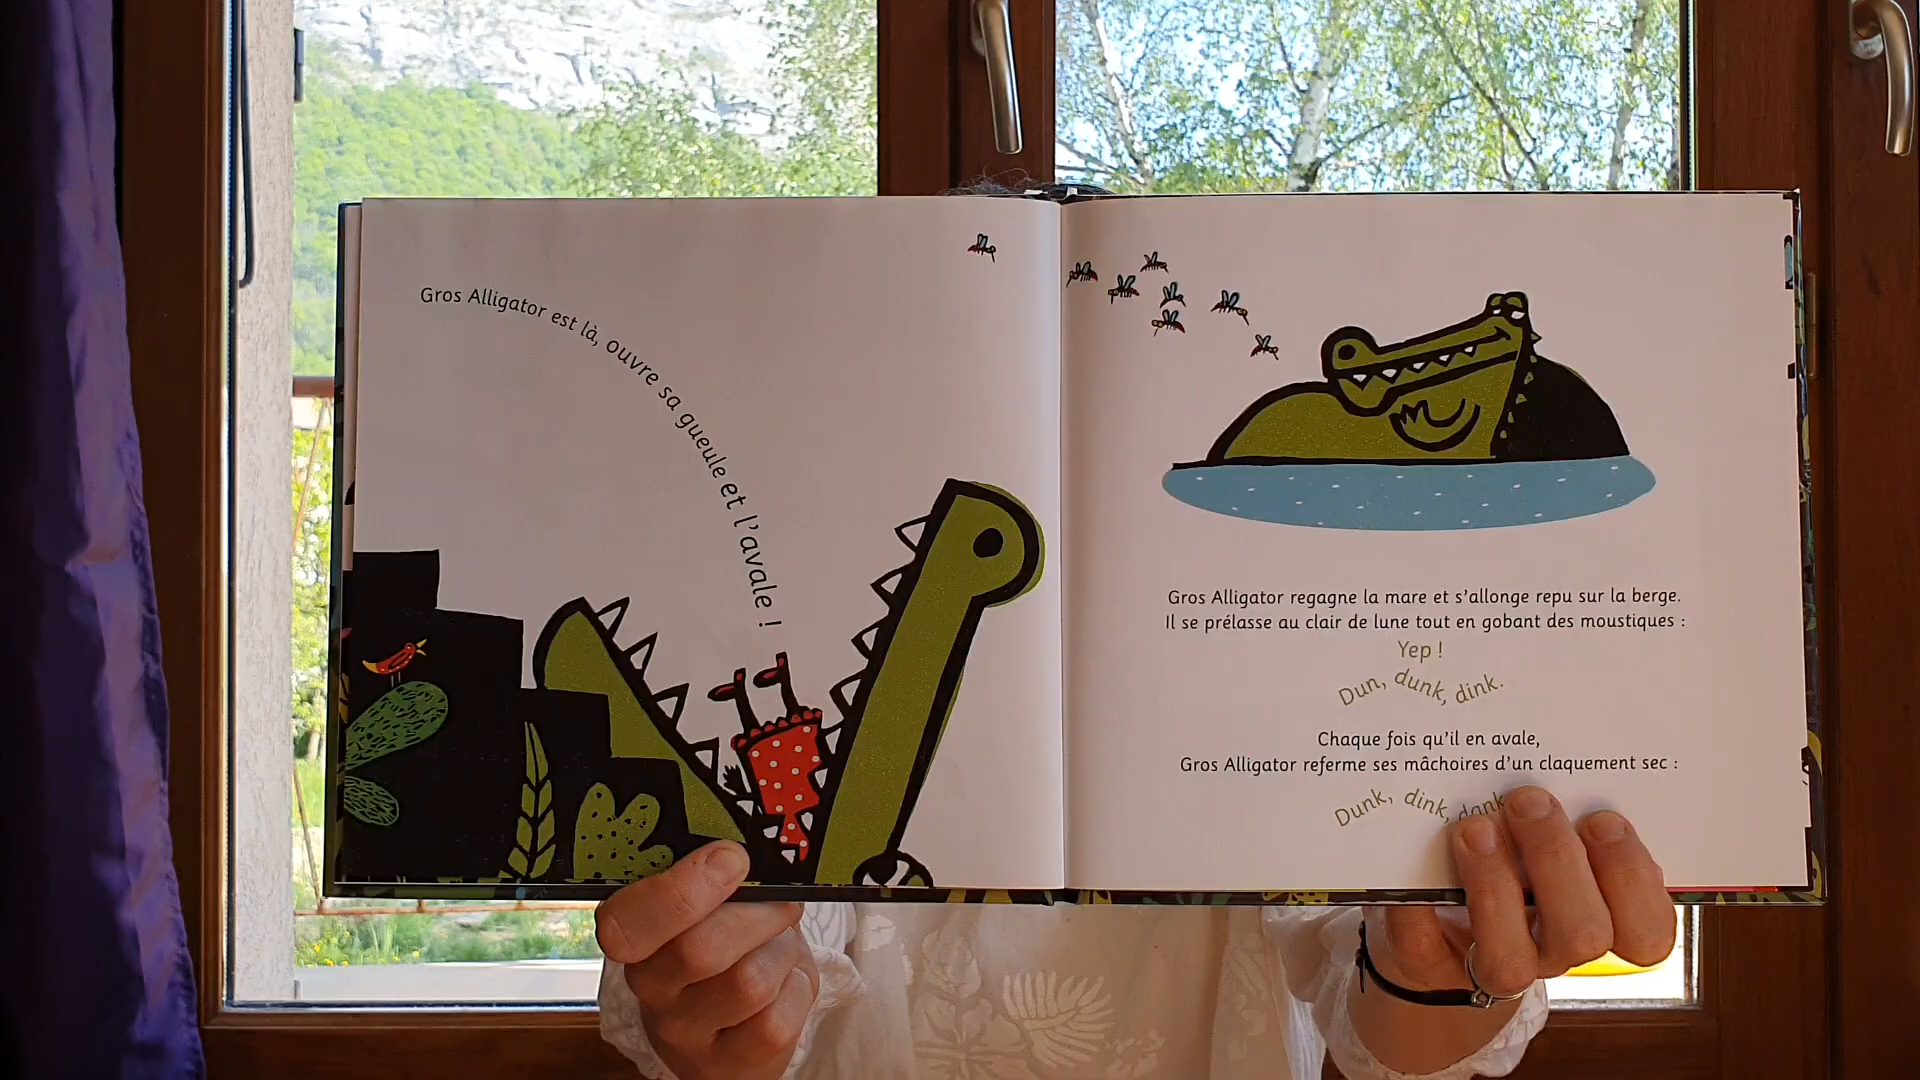 Gros Alligator est là, ouvre sa gueule et l'avale !
Gros Alligator regagne la mare et s'allonge repu sur la berge.
Il se prélasse au clair de lune tout en gobant des moustiques :
Yep !
Dun, dunk, dink.
Chaque fois qu'il en avale,
Gros Alligator referme ses mâchoires d'un claquement sec :
Dunk, dink,